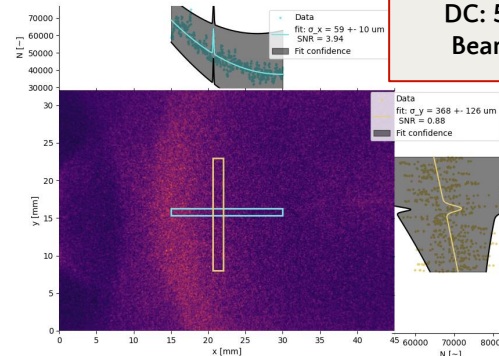 DC: 5
Beam
N [~]
70000
60000
50000
40000
30000
Data
fit: σ_x = 59 +- 10 um
SNR = 3.94
Fit confidence
y [mm]
30
25
20
15
10
5
0
0 5 10 15 20 25 30 35 40 45
x [mm]
Data
fit: σ_y = 368 +- 126 um
SNR = 0.88
Fit confidence
60000 70000 8000
N [~]